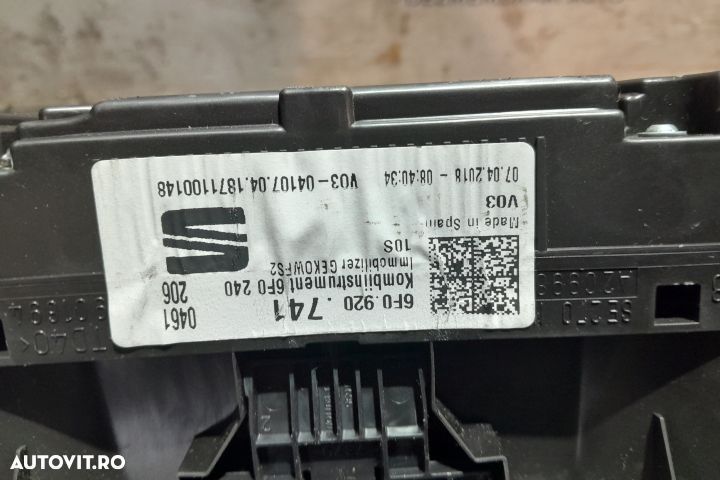 6F0.920.741
Kombiinstrument 6F0 240
Immobilizer GEKOWFS2
10S
0461
206
Made in Spain
V03
07.04.2018 - 08:40:34
V03-04107.04.1871100148
AUTOVIT.RO